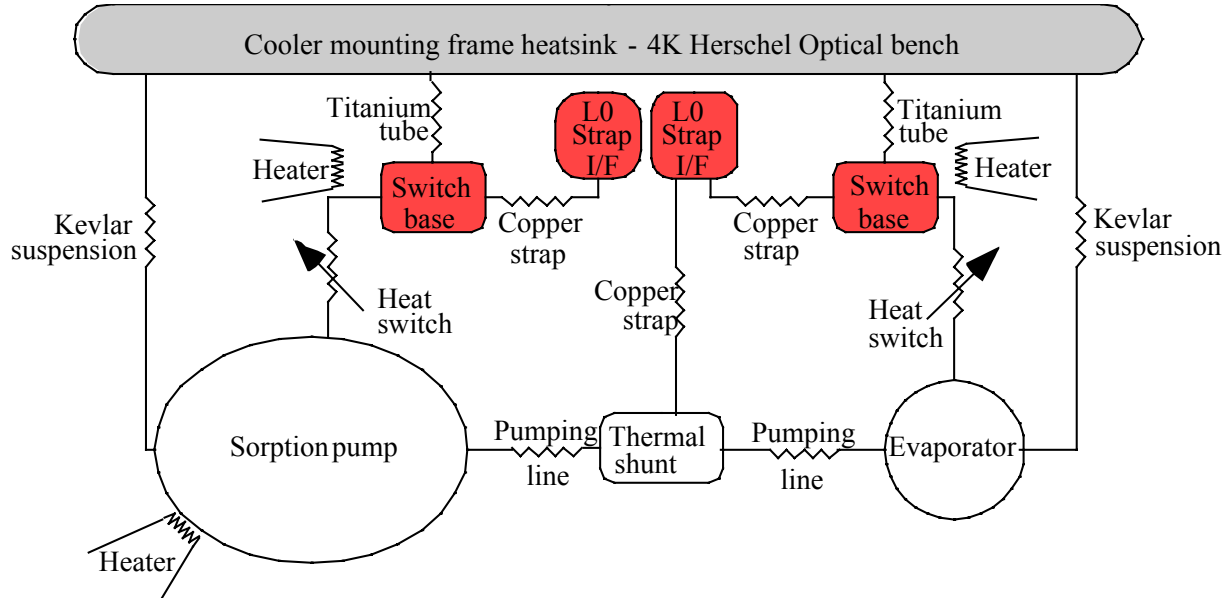 Cooler mounting frame heatsink - 4K Herschel Optical bench
Titanium
tube
L0
Strap
I/F
L0
Strap
I/F
Titanium
tube
Heater
Switch
base
Copper
strap
Copper
strap
Switch
base
Heater
Kevlar
suspension
Kevlar
suspension
Heat
switch
Copper
strap
Heat
switch
Sorption pump
Pumping
line
Thermal
shunt
Pumping
line
Evaporator
Heater